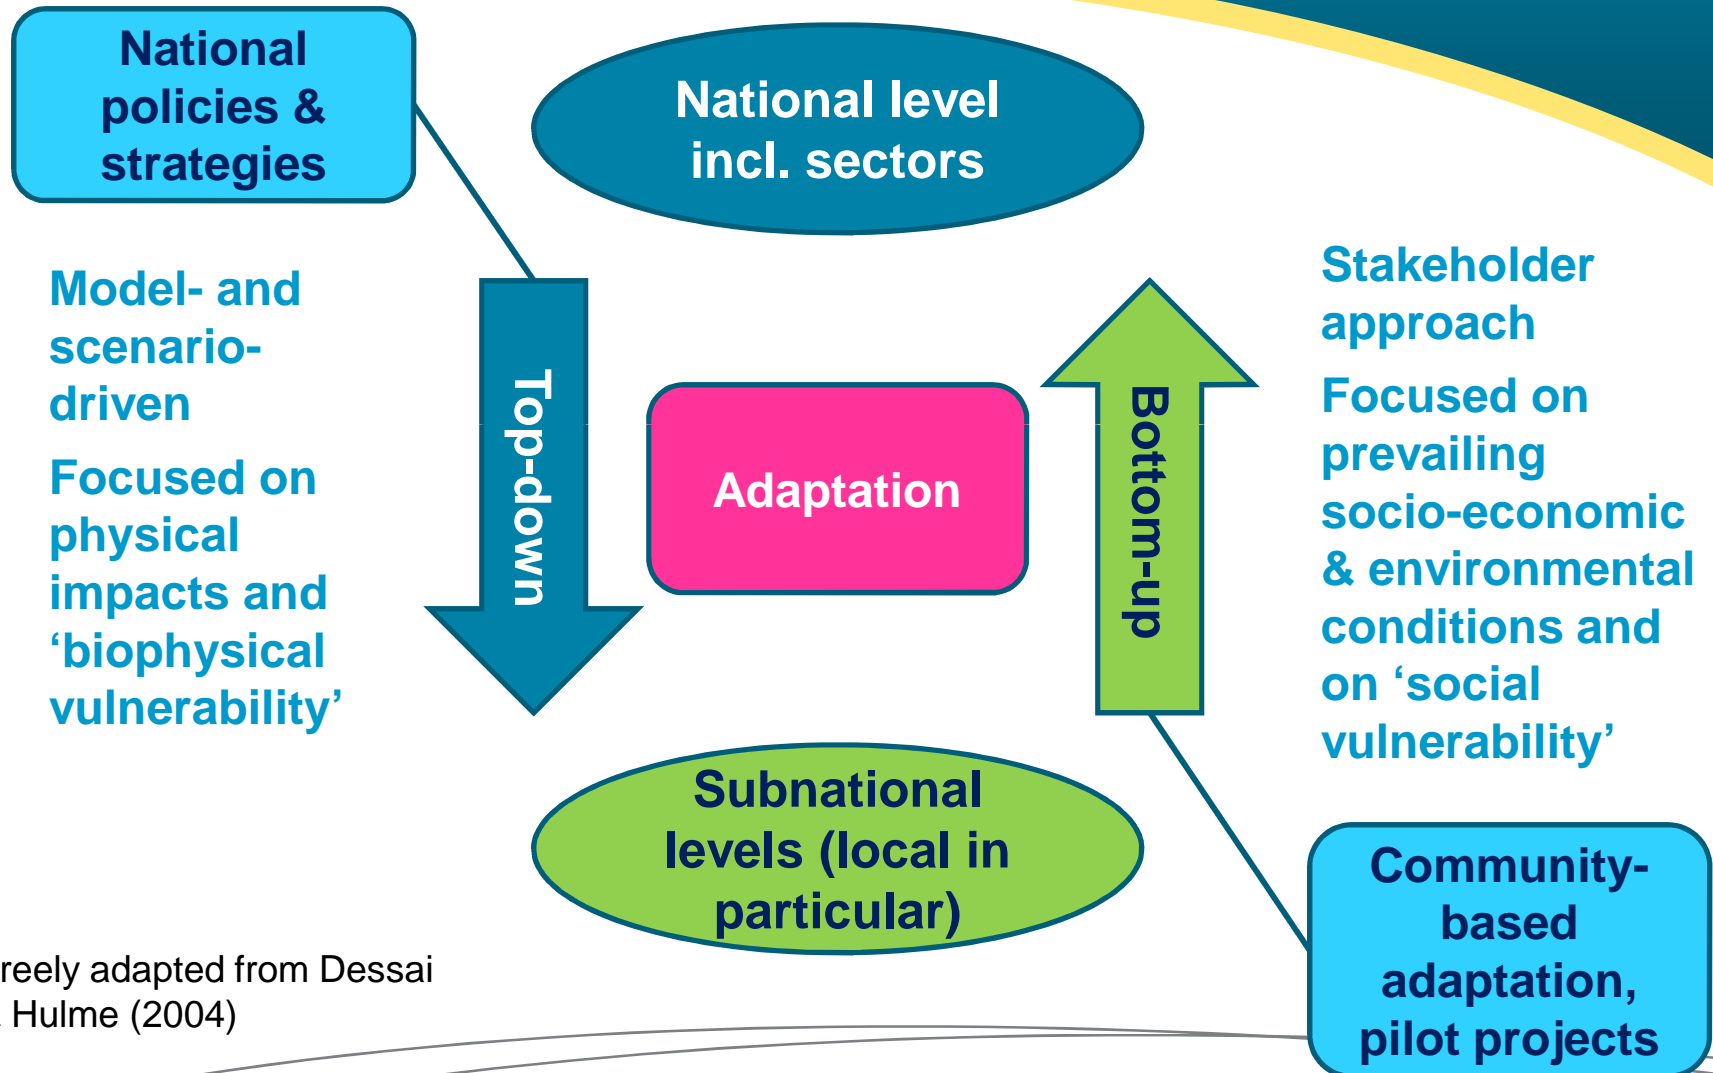 National
policies &
strategies
National level
incl. sectors
Model- and
scenario-
driven
Focused on
physical
impacts and
‘biophysical
vulnerability’
Top-down
Adaptation
Bottom-up
Stakeholder
approach
Focused on
prevailing
socio-economic
& environmental
conditions and
on ‘social
vulnerability’
Subnational
levels (local in
particular)
Community-
based
adaptation,
pilot projects
reely adapted from Dessai
Hulme (2004)